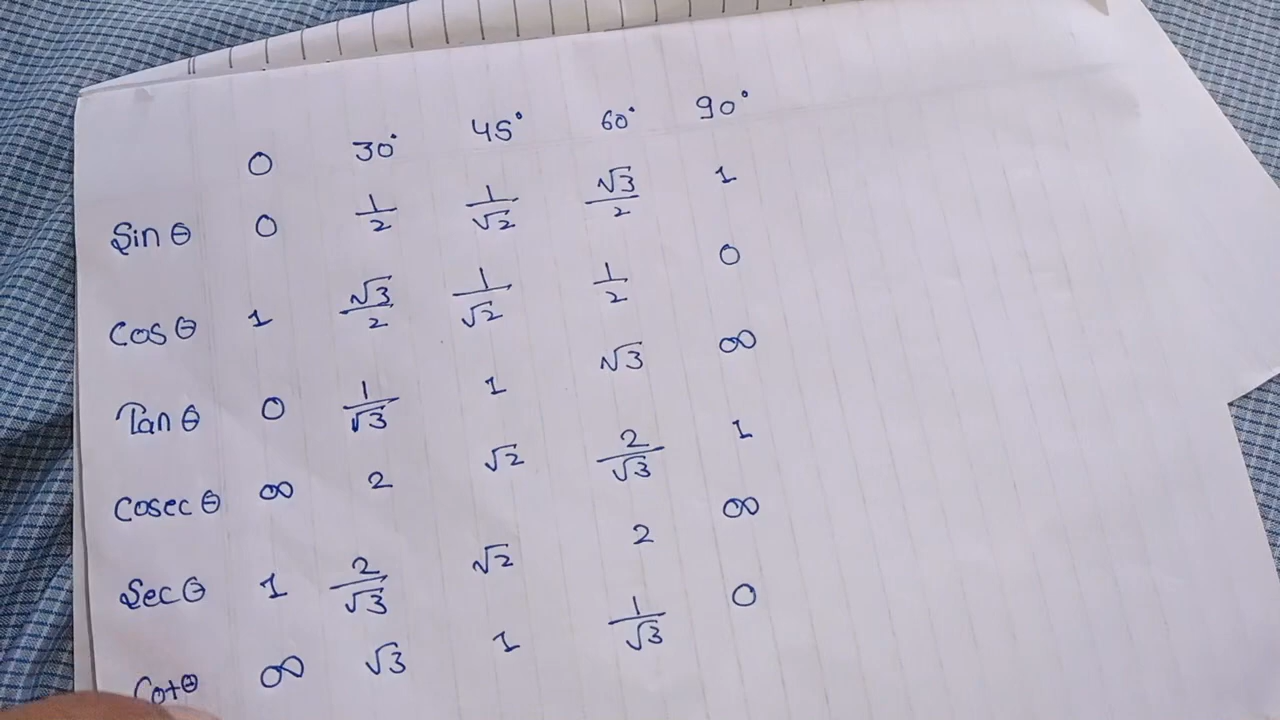 0 30° 45° 60° 90°
Sin θ 0 1/2 1/√2 √3/2 1
Cos θ 1 √3/2 1/√2 1/2 0
Tan θ 0 1/√3 1 √3 ∞
Cosec θ ∞ 2 √2 2/√3 1
Sec θ 1 2/√3 √2 2 ∞
Cot θ ∞ √3 1 1/√3 0